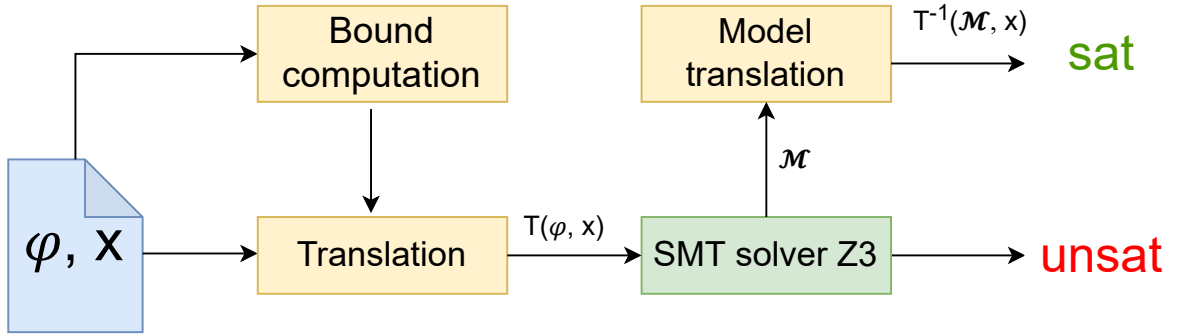 Bound
computation
Model
translation
T⁻¹(𝓜, x)
sat
𝓜
φ, x
Translation
T(φ, x)
SMT solver Z3
unsat